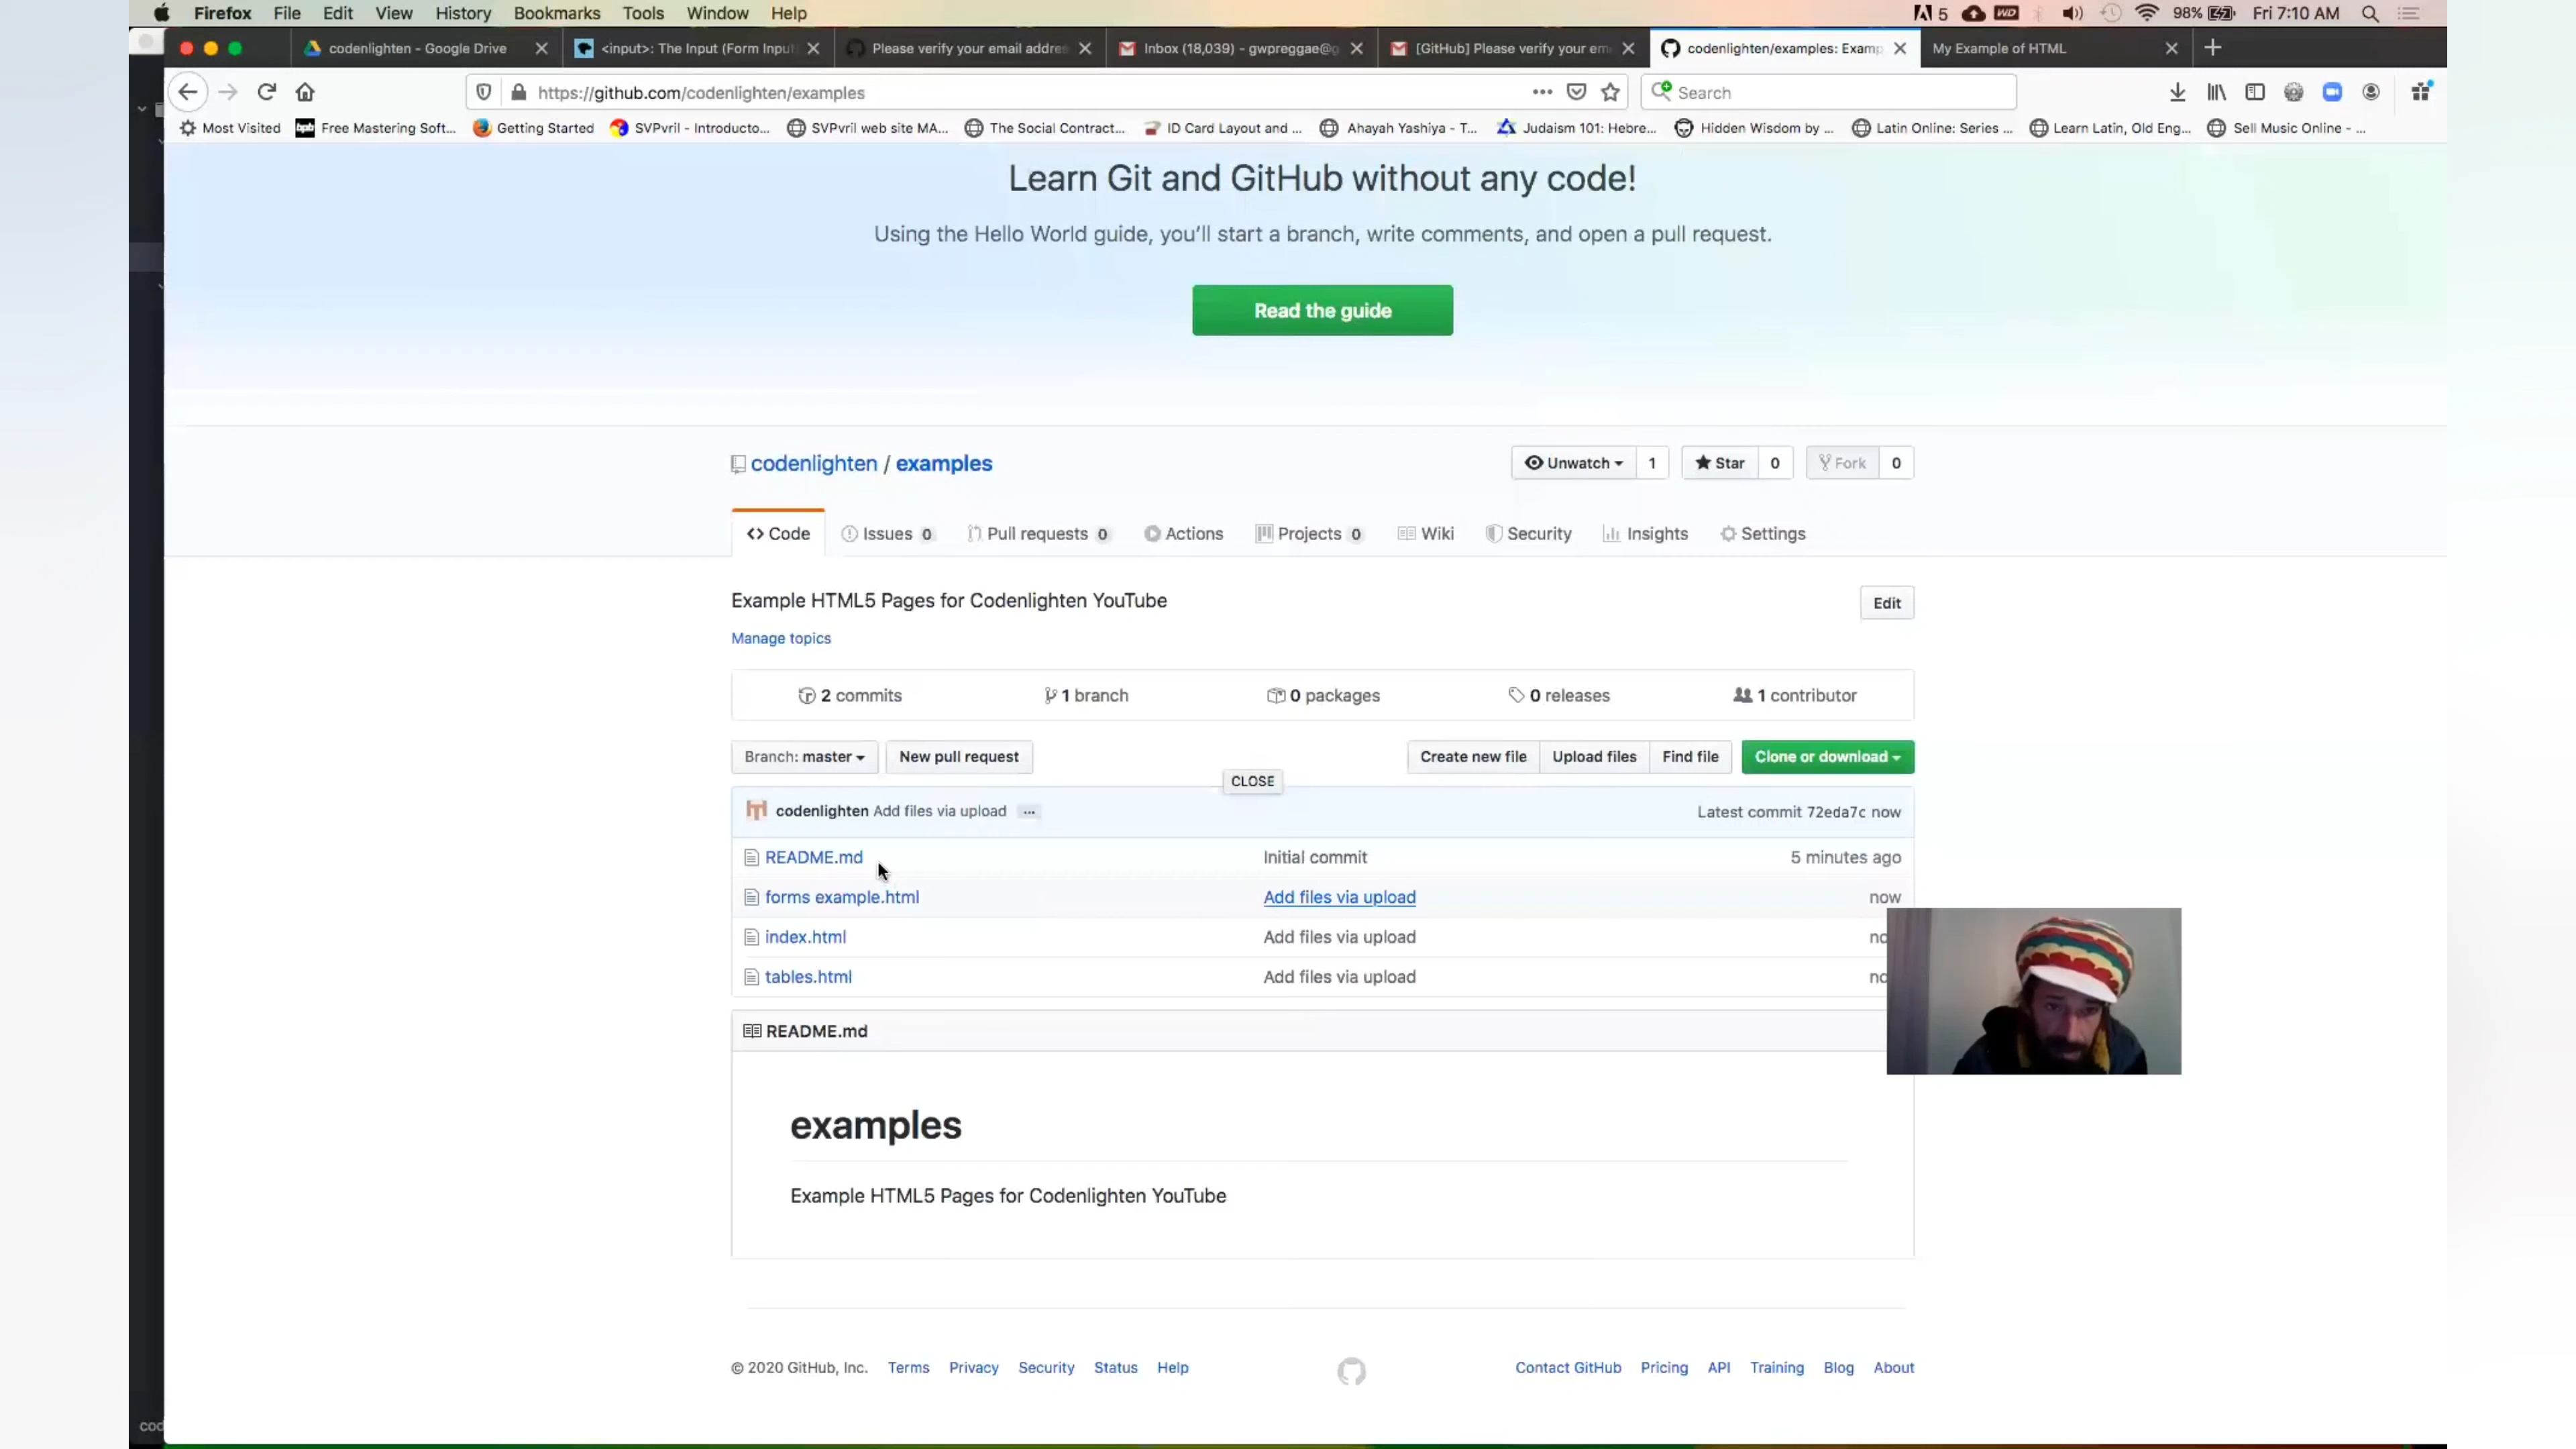 Firefox File Edit View History Bookmarks Tools Window Help 5 WD 98% Fri 7:10 AM
codenlighten - Google Drive <input>: The Input (Form Input Please verify your email addre Inbox (18,039) - gwpreggae@g [GitHub] Please verify your em codenlighten/examples: Examp My Example of HTML
https://github.com/codenlighten/examples Search
Most Visited Free Mastering Soft... Getting Started SVPvril - Introducto... SVPvril web site MA... The Social Contract... ID Card Layout and ... Ahayah Yashiya - T... Judaism 101: Hebre... Hidden Wisdom by ... Latin Online: Series ... Learn Latin, Old Eng... Sell Music Online - ...
Learn Git and GitHub without any code!
Using the Hello World guide, you'll start a branch, write comments, and open a pull request.
Read the guide
codenlighten / examples Unwatch 1 Star 0 Fork 0
Code Issues 0 Pull requests 0 Actions Projects 0 Wiki Security Insights Settings
Example HTML5 Pages for Codenlighten YouTube Edit
Manage topics
2 commits 1 branch 0 packages 0 releases 1 contributor
Branch: master New pull request Create new file Upload files Find file Clone or download
CLOSE
codenlighten Add files via upload ... Latest commit 72eda7c now
README.md Initial commit 5 minutes ago
forms example.html Add files via upload now
index.html Add files via upload no
tables.html Add files via upload no
README.md
examples
Example HTML5 Pages for Codenlighten YouTube
© 2020 GitHub, Inc. Terms Privacy Security Status Help Contact GitHub Pricing API Training Blog About
cod